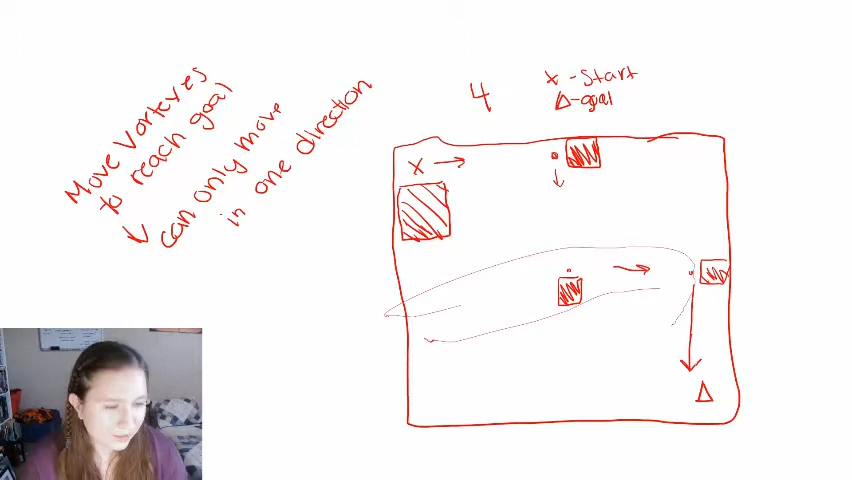 Move Vortexes
to reach goal
↓ can only move
in one direction
4
x - Start
Δ - goal
x
Δ